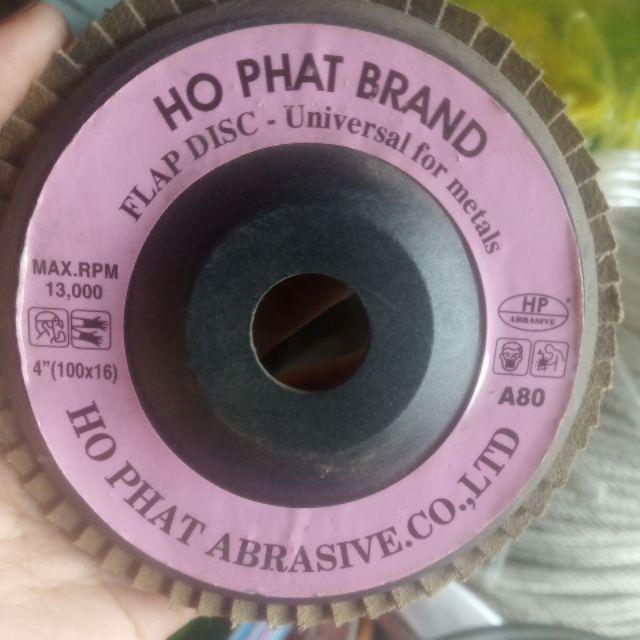 HO PHAT BRAND
FLAP DISC - Universal for metals
MAX.RPM
13,000
4"(100x16)
HP
ABRASIVE
A80
HO PHAT ABRASIVE.CO.,LTD